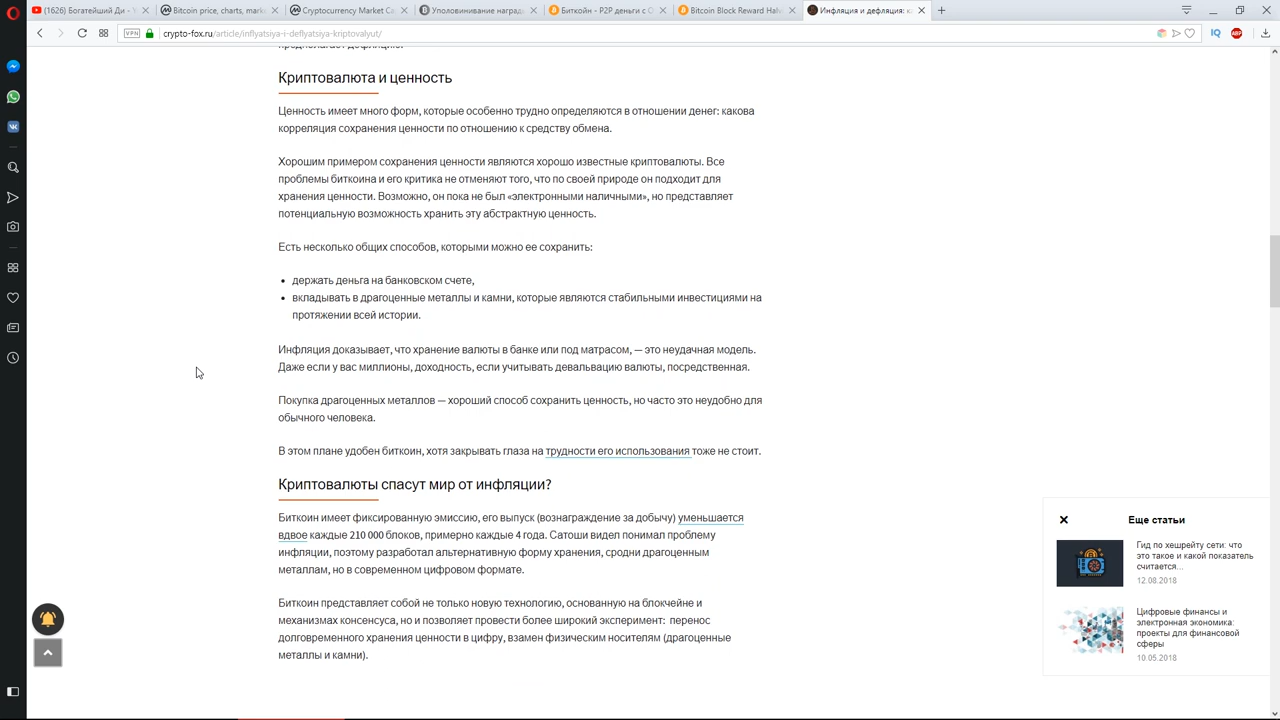 (1626) Богатейший Ди -
Bitcoin price, charts, mark
Cryptocurrency Market Ca
Уполовинивание наград
Биткойн - P2P деньги с О
Bitcoin Block Reward Hal
Инфляция и дефляция: к
VPN
crypto-fox.ru/article/inflyatsiya-i-deflyatsiya-kriptovalyut/
IQ
ABP
предполагает дефляцию.
Криптовалюта и ценность
Ценность имеет много форм, которые особенно трудно определяются в отношении денег: какова
корреляция сохранения ценности по отношению к средству обмена.
Хорошим примером сохранения ценности являются хорошо известные криптовалюты. Все
проблемы биткоина и его критика не отменяют того, что по своей природе он подходит для
хранения ценности. Возможно, он пока не был «электронными наличными», но представляет
потенциальную возможность хранить эту абстрактную ценность.
Есть несколько общих способов, которыми можно ее сохранить:
• держать деньга на банковском счете,
• вкладывать в драгоценные металлы и камни, которые являются стабильными инвестициями на
протяжении всей истории.
Инфляция доказывает, что хранение валюты в банке или под матрасом, — это неудачная модель.
Даже если у вас миллионы, доходность, если учитывать девальвацию валюты, посредственная.
Покупка драгоценных металлов — хороший способ сохранить ценность, но часто это неудобно для
обычного человека.
В этом плане удобен биткоин, хотя закрывать глаза на трудности его использования тоже не стоит.
Криптовалюты спасут мир от инфляции?
Биткоин имеет фиксированную эмиссию, его выпуск (вознаграждение за добычу) уменьшается
вдвое каждые 210 000 блоков, примерно каждые 4 года. Сатоши видел понимал проблему
инфляции, поэтому разработал альтернативную форму хранения, сродни драгоценным
металлам, но в современном цифровом формате.
Биткоин представляет собой не только новую технологию, основанную на блокчейне и
механизмах консенсуса, но и позволяет провести более широкий эксперимент: перенос
долговременного хранения ценности в цифру, взамен физическим носителям (драгоценные
металлы и камни).
Еще статьи
Гид по хешрейту сети: что
это такое и какой показатель
считается...
12.08.2018
Цифровые финансы и
электронная экономика:
проекты для финансовой
сферы
10.05.2018